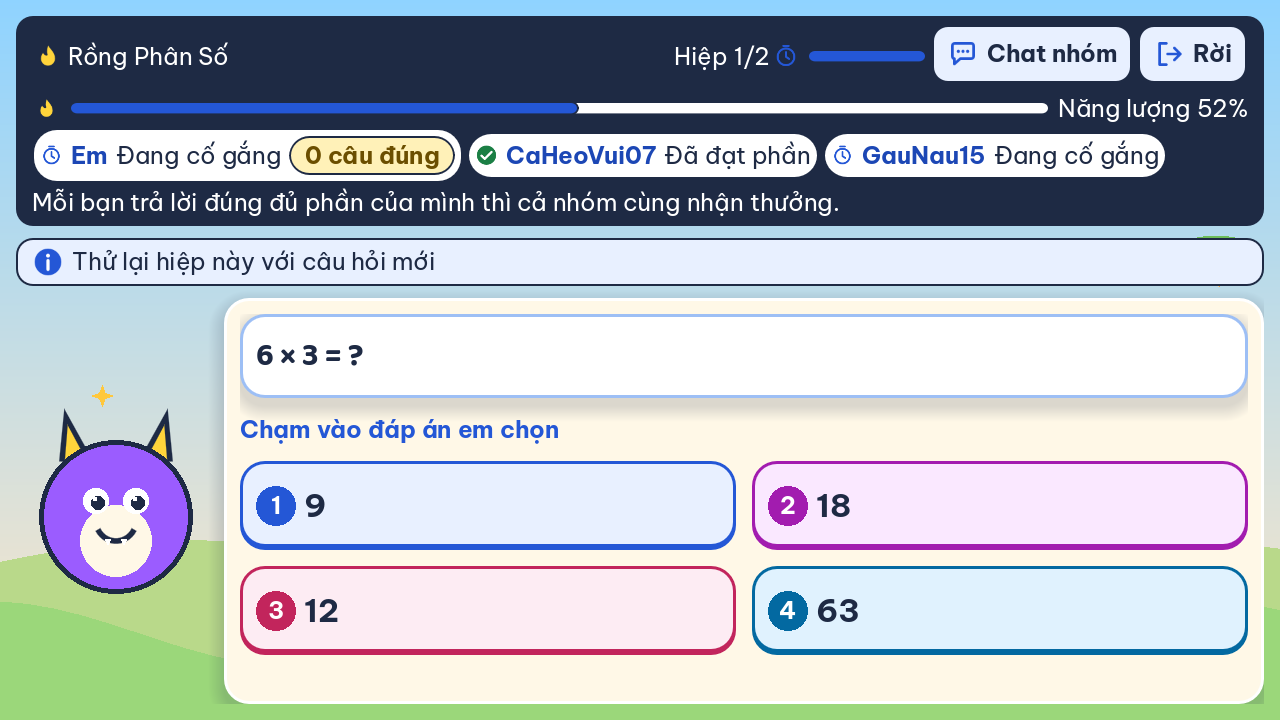 Rồng Phân Số
Hiệp 1/2
Chat nhóm
Rời
Năng lượng 52%
Em Đang cố gắng 0 câu đúng
CaHeoVui07 Đã đạt phần
GauNau15 Đang cố gắng
Mỗi bạn trả lời đúng đủ phần của mình thì cả nhóm cùng nhận thưởng.
Thử lại hiệp này với câu hỏi mới
6 × 3 = ?
Chạm vào đáp án em chọn
1 9
2 18
3 12
4 63